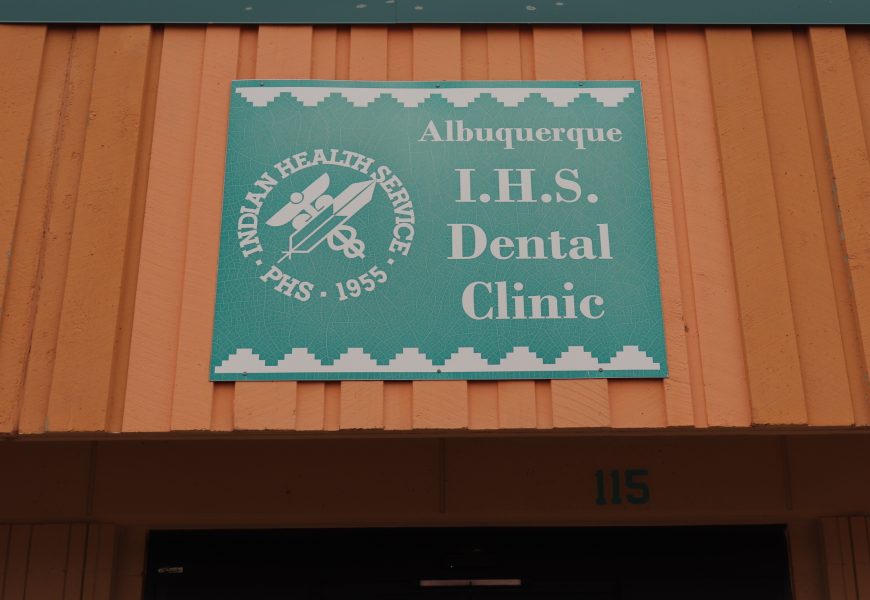 Albuquerque
I.H.S.
Dental
Clinic
INDIAN HEALTH SERVICE
· PHS · 1955 ·
115